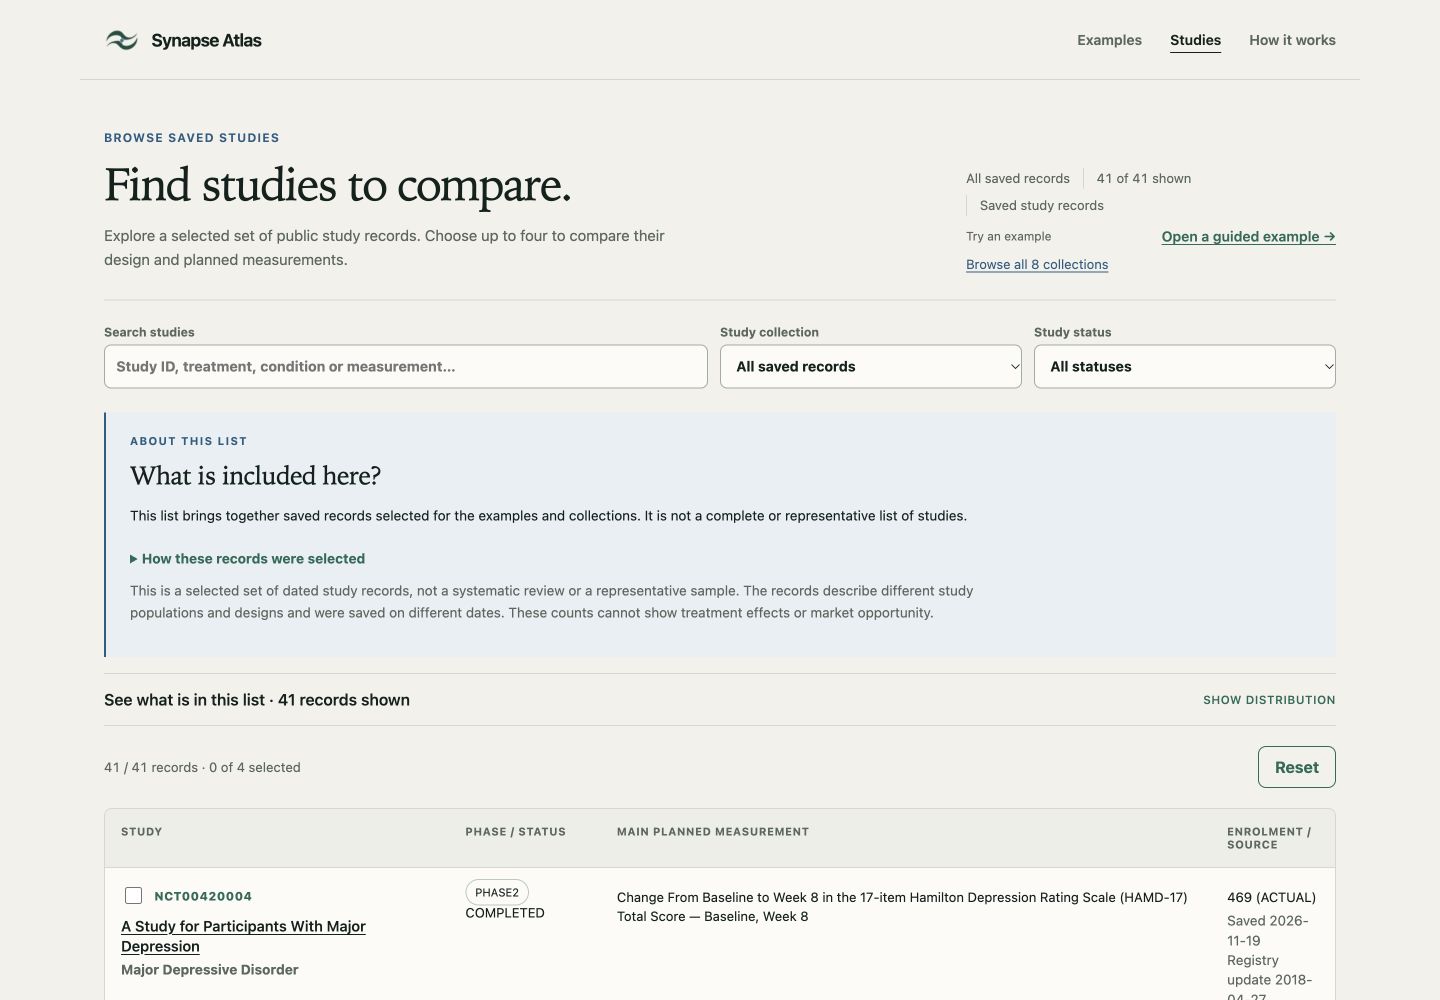 Synapse Atlas
Examples
Studies
How it works
BROWSE SAVED STUDIES
Find studies to compare.
Explore a selected set of public study records. Choose up to four to compare their
design and planned measurements.
All saved records
41 of 41 shown
Saved study records
Try an example
Open a guided example →
Browse all 8 collections
Search studies
Study ID, treatment, condition or measurement...
Study collection
All saved records
Study status
All statuses
ABOUT THIS LIST
What is included here?
This list brings together saved records selected for the examples and collections. It is not a complete or representative list of studies.
How these records were selected
This is a selected set of dated study records, not a systematic review or a representative sample. The records describe different study
populations and designs and were saved on different dates. These counts cannot show treatment effects or market opportunity.
See what is in this list · 41 records shown
SHOW DISTRIBUTION
41 / 41 records · 0 of 4 selected
Reset
STUDY
PHASE / STATUS
MAIN PLANNED MEASUREMENT
ENROLMENT /
SOURCE
NCT00420004
A Study for Participants With Major
Depression
Major Depressive Disorder
PHASE2
COMPLETED
Change From Baseline to Week 8 in the 17-item Hamilton Depression Rating Scale (HAMD-17)
Total Score — Baseline, Week 8
469 (ACTUAL)
Saved 2026-
11-19
Registry
update 2018-
04-27